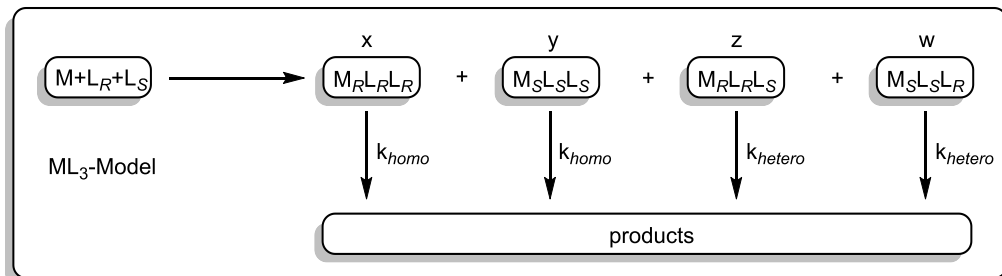 x y z w
M+L_R+L_S M_RL_RL_R + M_SL_SL_S + M_RL_RL_S + M_SL_SL_R
k_homo k_homo k_hetero k_hetero
ML_3-Model
products